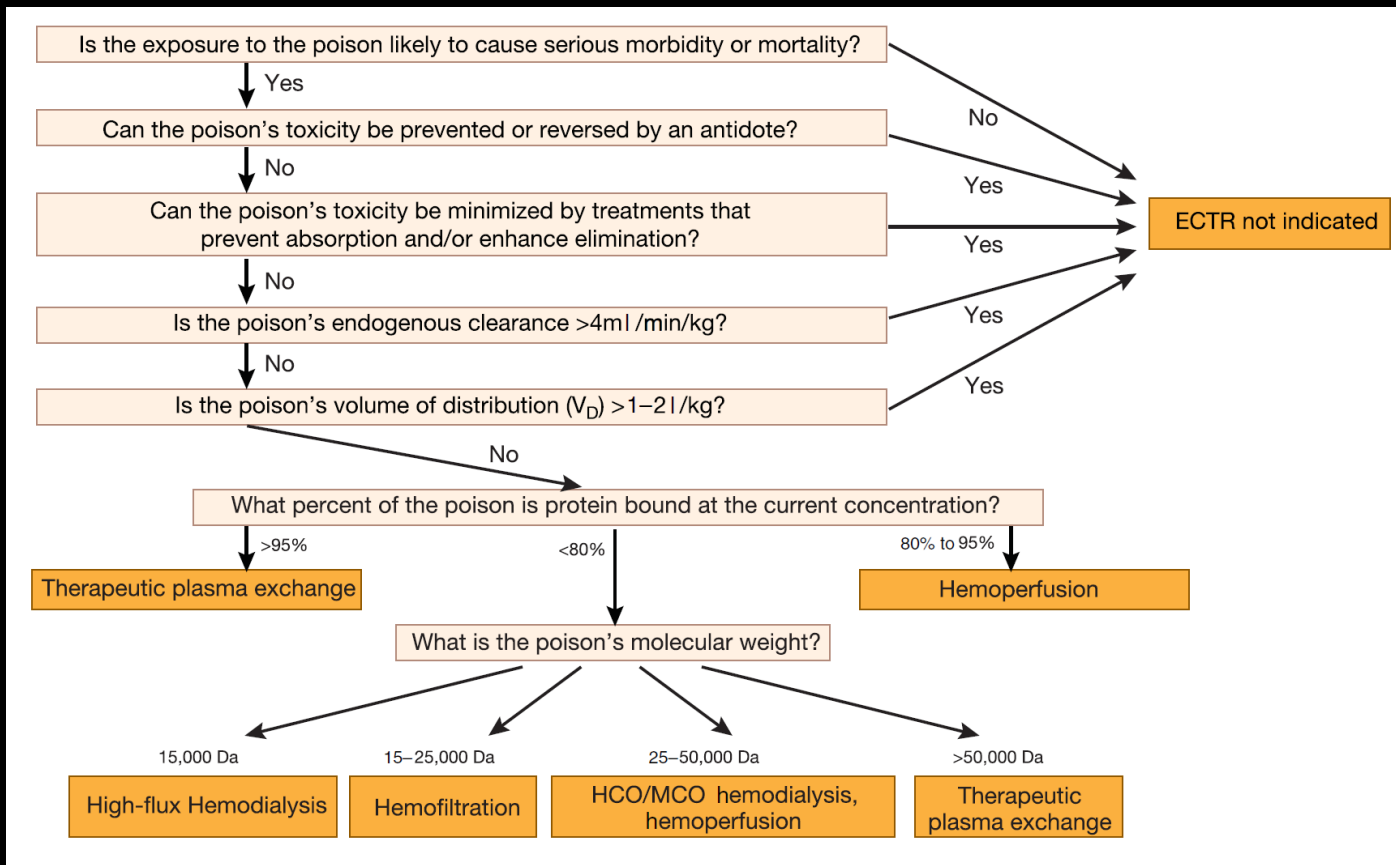 Is the exposure to the poison likely to cause serious morbidity or mortality?
Yes
No
Can the poison's toxicity be prevented or reversed by an antidote?
No
Yes
Can the poison's toxicity be minimized by treatments that
prevent absorption and/or enhance elimination?
ECTR not indicated
Yes
No
Is the poison's endogenous clearance >4ml /min/kg?
Yes
No
Is the poison's volume of distribution (VD) >1–2 l /kg?
Yes
No
What percent of the poison is protein bound at the current concentration?
>95%
<80%
80% to 95%
Therapeutic plasma exchange
Hemoperfusion
What is the poison's molecular weight?
15,000 Da
15–25,000 Da
25–50,000 Da
>50,000 Da
High-flux Hemodialysis
Hemofiltration
HCO/MCO hemodialysis,
hemoperfusion
Therapeutic
plasma exchange